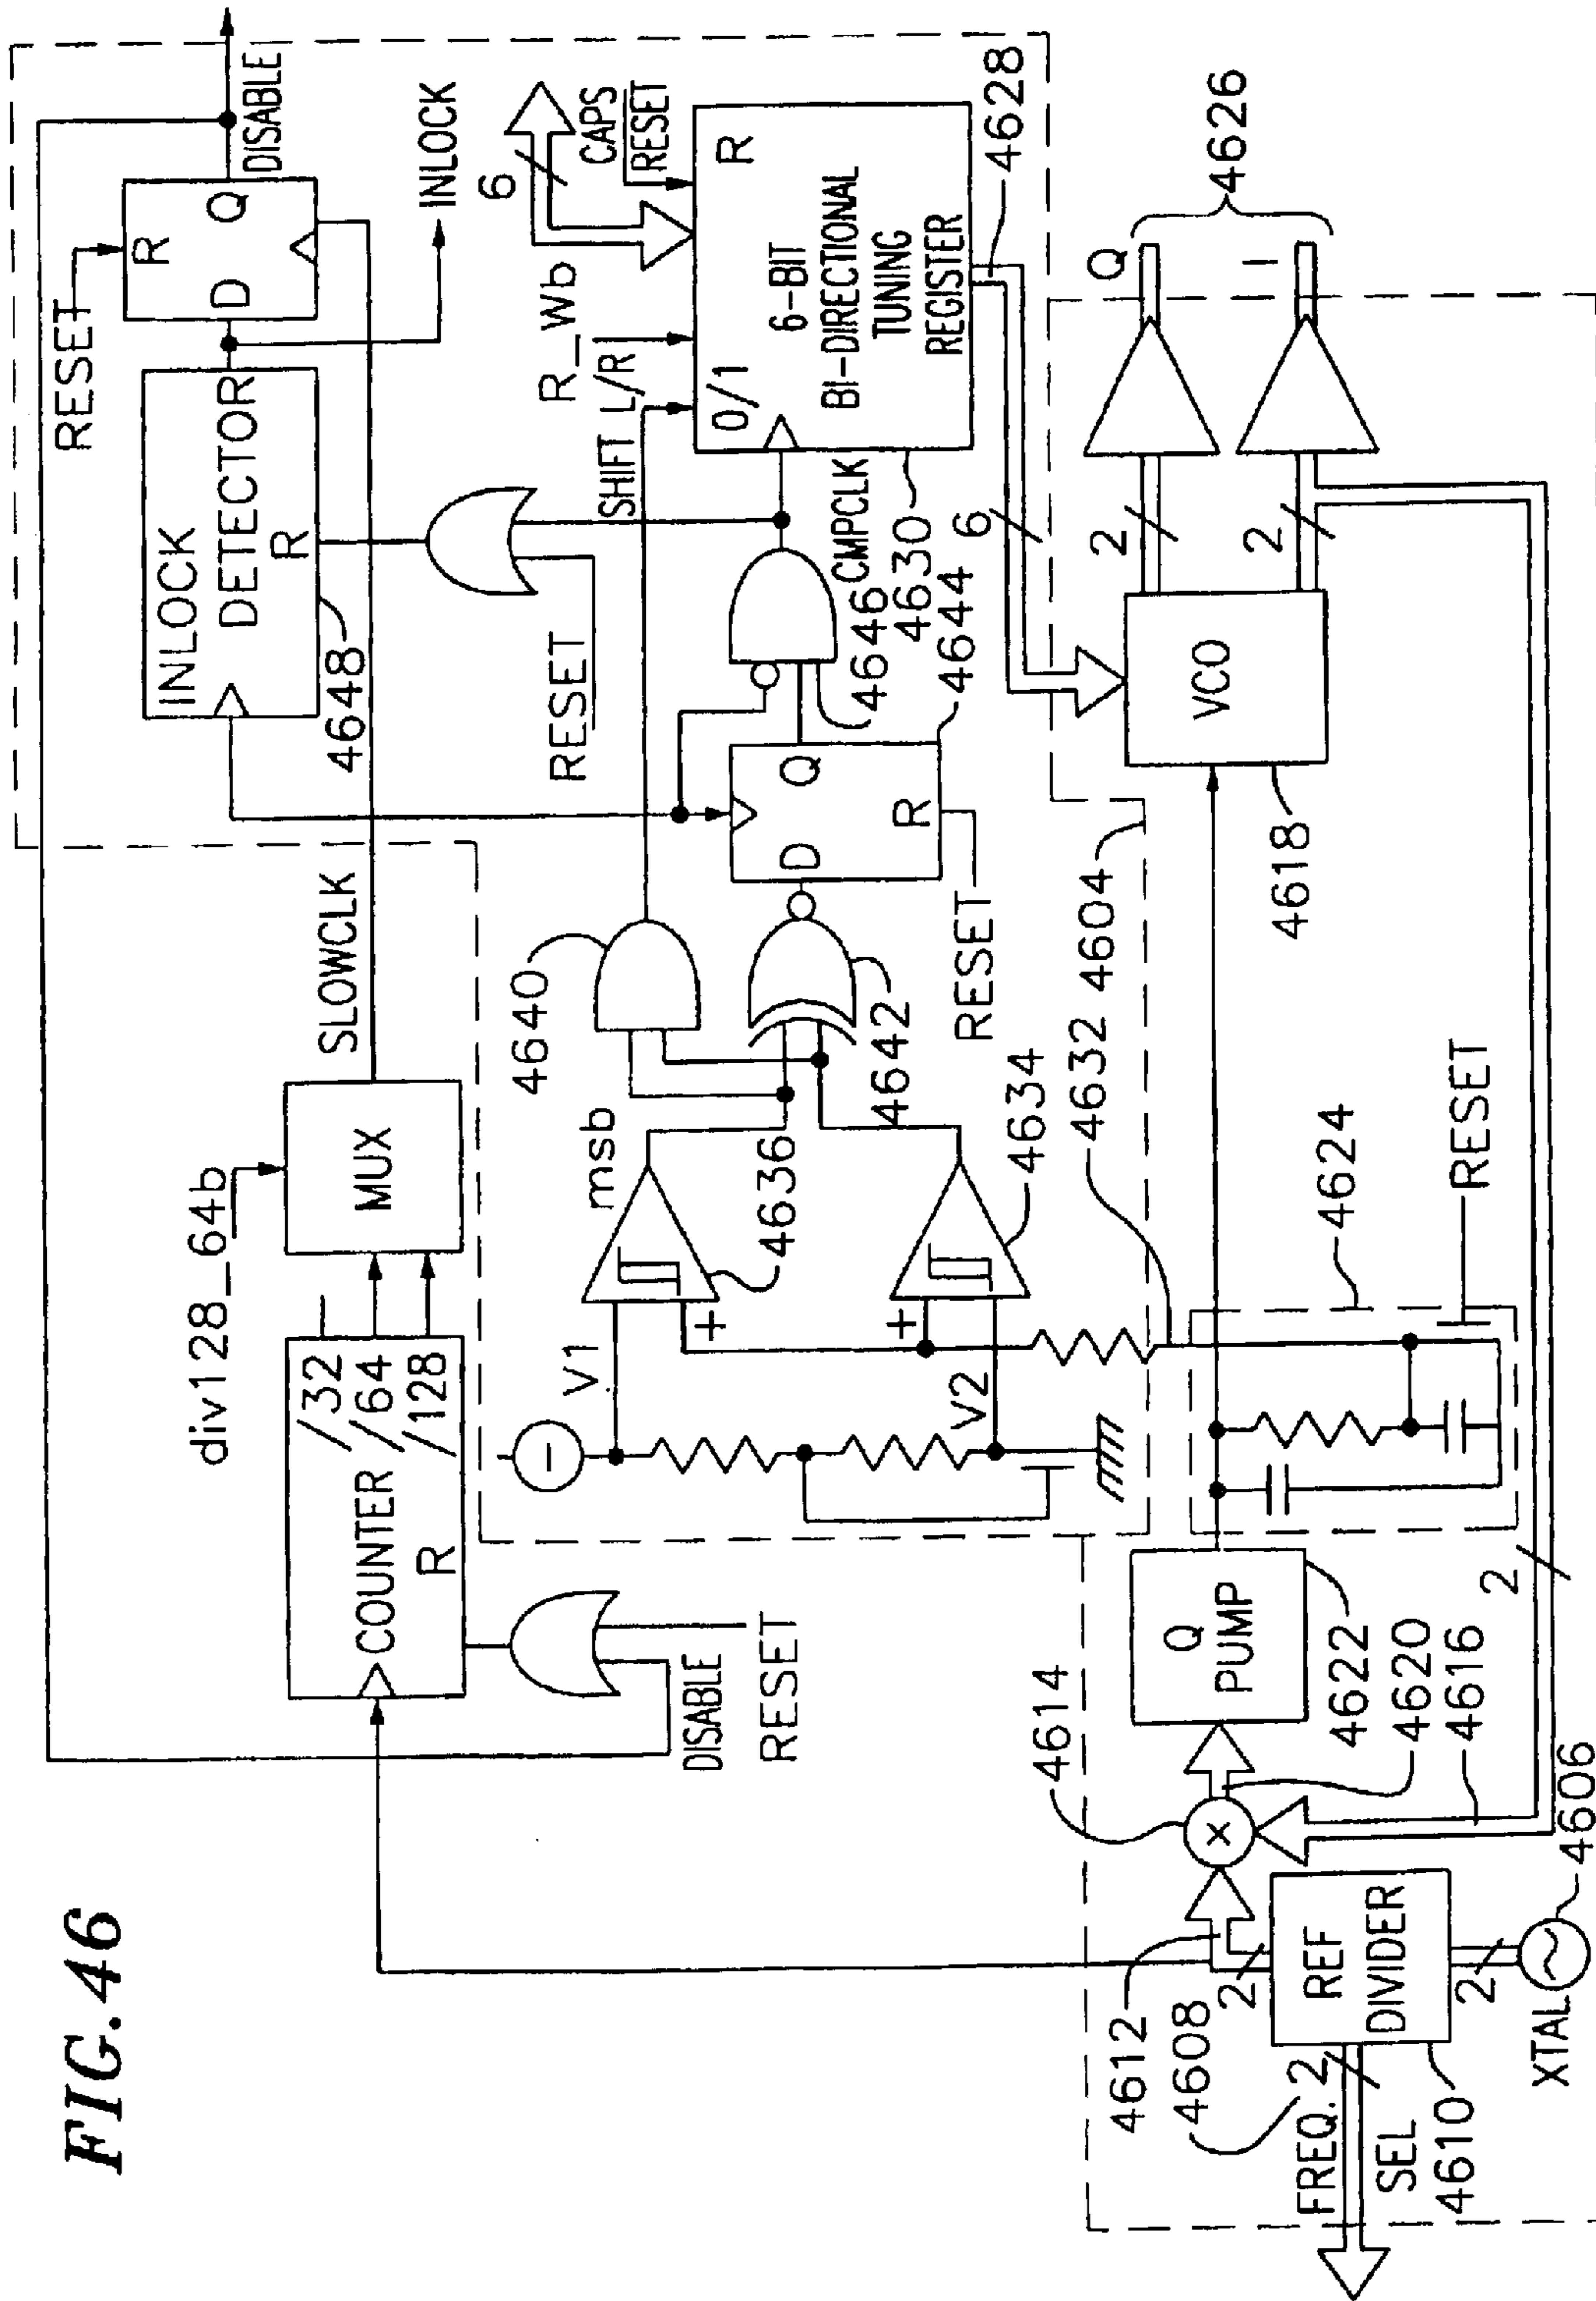 FIG. 46
RESET
R
D
Q
DISABLE
INLOCK
DETECTOR
R
4648
INLOCK
SLOWCLK
div128_64b
MUX
COUNTER
/32
/64
/128
R
DISABLE
RESET
RESET
6
CAPS
RESET
R_Wb
SHIFT L/R
0/1
R
6-BIT
BI-DIRECTIONAL
TUNING
REGISTER
4628
CMPCLK
4646
4630
4644
6
D
Q
R
RESET
4640
4642
msb
4636
4634
V1
+
+
V2
4632
4604
4624
RESET
VCO
4618
2
2
Q
I
4626
Q
PUMP
4622
4620
4616
2
4614
×
4612
4608
2
REF
DIVIDER
FREQ.
2
SEL
4610
2
XTAL
4606